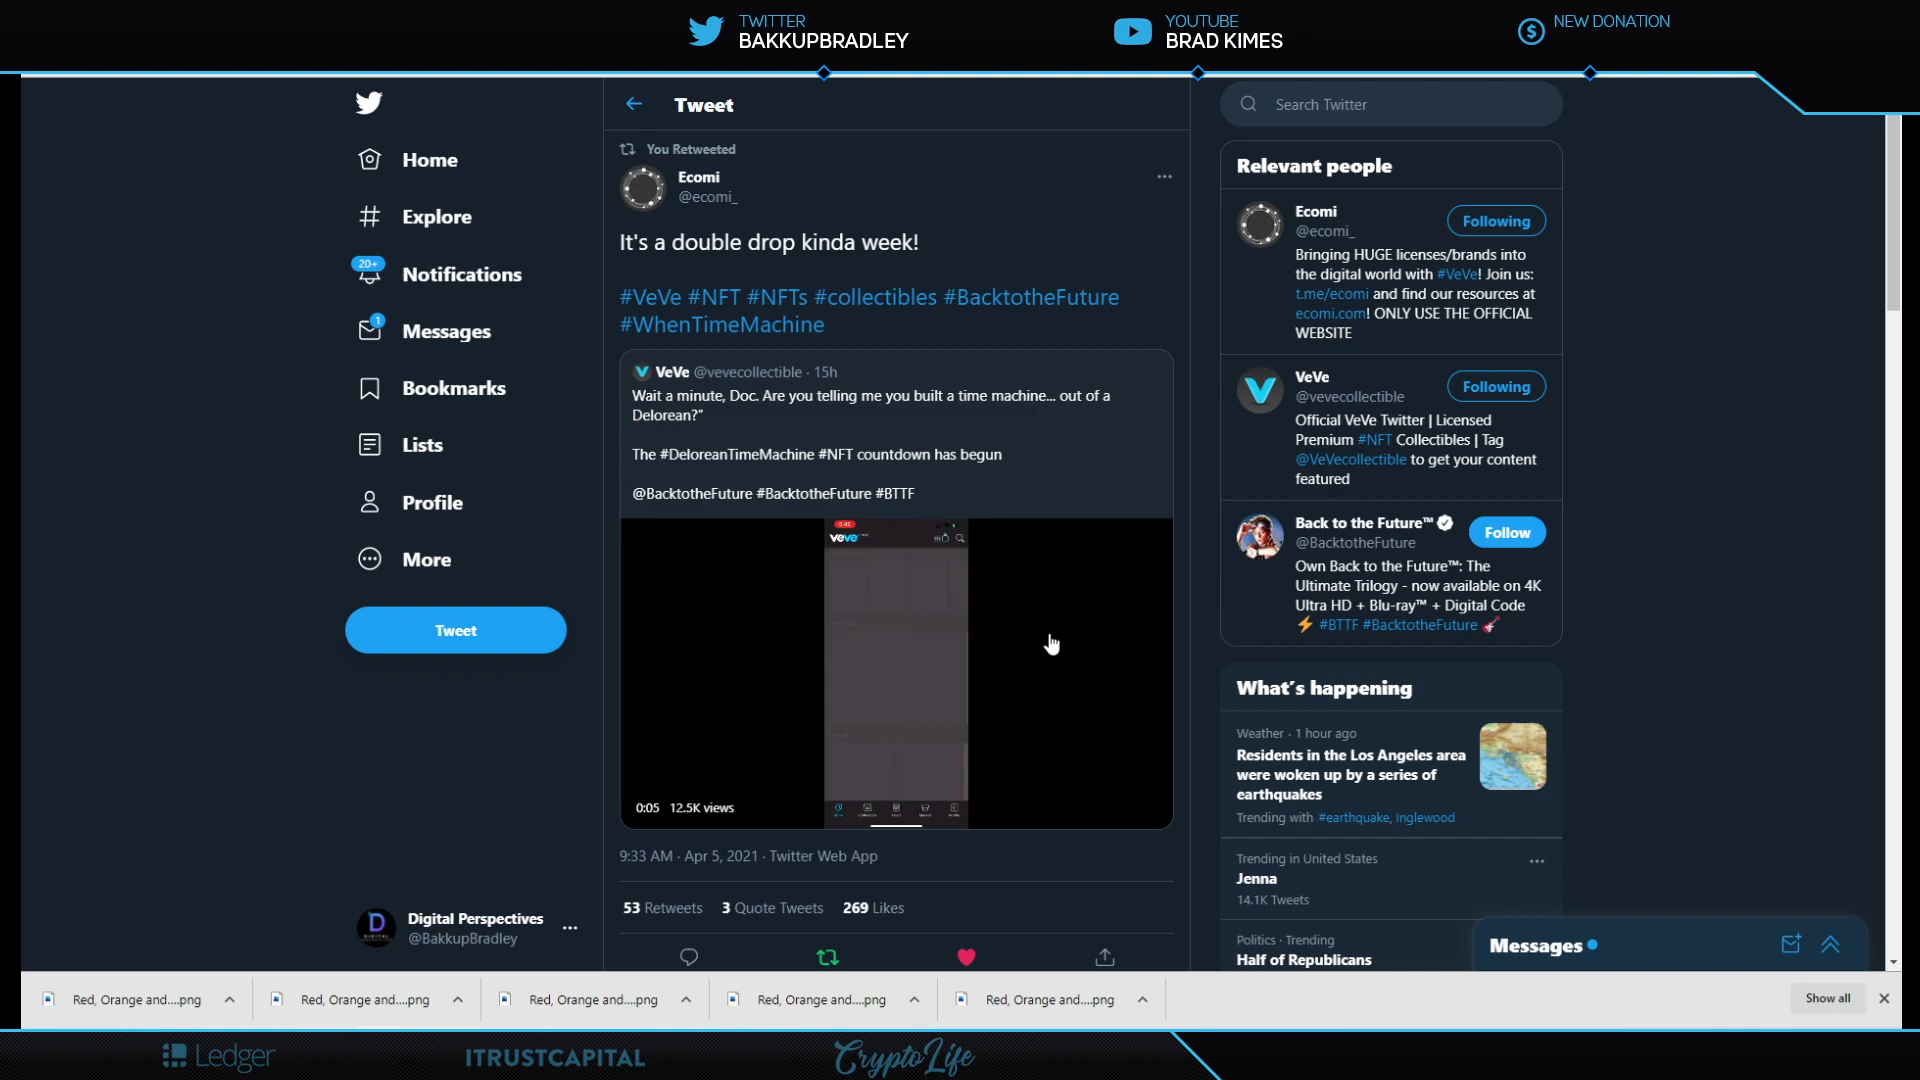 TWITTER
BAKKUPBRADLEY
YOUTUBE
BRAD KIMES
NEW DONATION
Home
Explore
20+
Notifications
1
Messages
Bookmarks
Lists
Profile
More
Tweet
Digital Perspectives
@BakkupBradley
Tweet
You Retweeted
Ecomi
@ecomi_
It's a double drop kinda week!
#VeVe #NFT #NFTs #collectibles #BacktotheFuture
#WhenTimeMachine
VeVe @vevecollectible · 15h
Wait a minute, Doc. Are you telling me you built a time machine... out of a
Delorean?"
The #DeloreanTimeMachine #NFT countdown has begun
@BacktotheFuture #BacktotheFuture #BTTF
veve
0:05 12.5K views
9:33 AM · Apr 5, 2021 · Twitter Web App
53 Retweets 3 Quote Tweets 269 Likes
Search Twitter
Relevant people
Ecomi
@ecomi_
Following
Bringing HUGE licenses/brands into
the digital world with #VeVe! Join us:
t.me/ecomi and find our resources at
ecomi.com! ONLY USE THE OFFICIAL
WEBSITE
VeVe
@vevecollectible
Following
Official VeVe Twitter | Licensed
Premium #NFT Collectibles | Tag
@VeVecollectible to get your content
featured
Back to the Future™
@BacktotheFuture
Follow
Own Back to the Future™: The
Ultimate Trilogy - now available on 4K
Ultra HD + Blu-ray™ + Digital Code
⚡ #BTTF #BacktotheFuture 🎸
What's happening
Weather · 1 hour ago
Residents in the Los Angeles area
were woken up by a series of
earthquakes
Trending with #earthquake, Inglewood
Trending in United States
Jenna
14.1K Tweets
Politics · Trending
Half of Republicans
Messages
Red, Orange and....png
Red, Orange and....png
Red, Orange and....png
Red, Orange and....png
Red, Orange and....png
Show all
Ledger
ITRUSTCAPITAL
CryptoLife